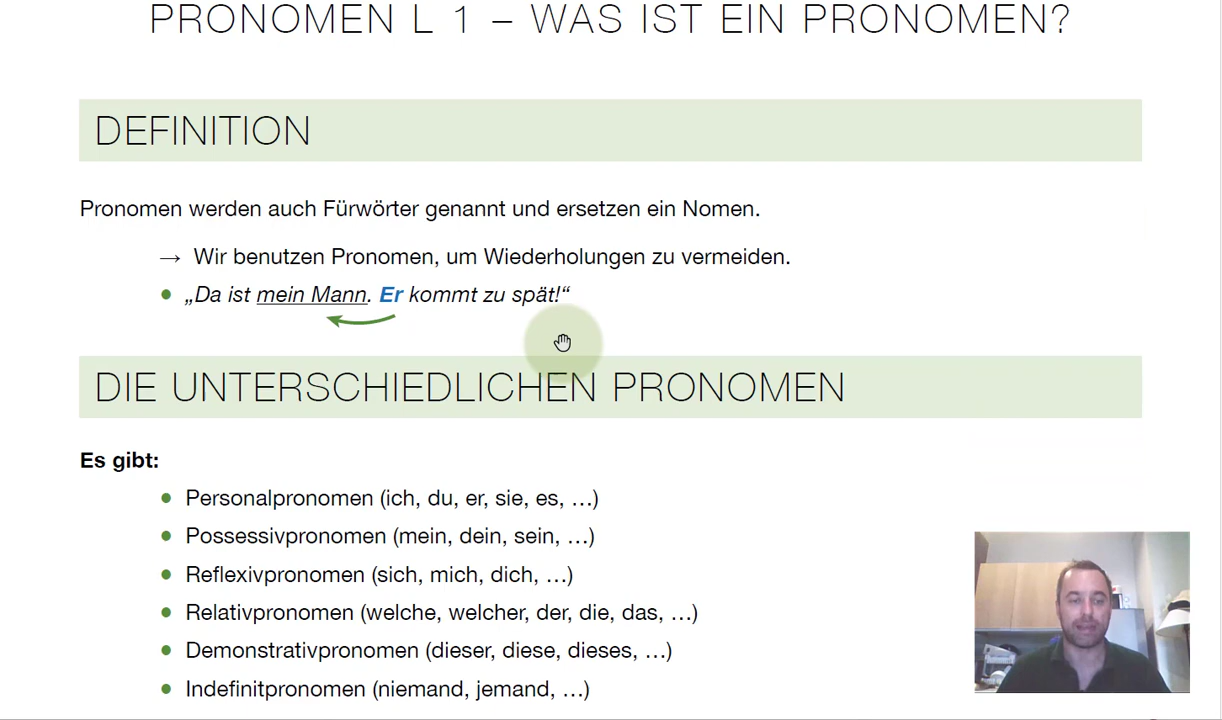 PRONOMEN L 1 – WAS IST EIN PRONOMEN?
DEFINITION
Pronomen werden auch Fürwörter genannt und ersetzen ein Nomen.
→ Wir benutzen Pronomen, um Wiederholungen zu vermeiden.
• „Da ist mein Mann. Er kommt zu spät!“
DIE UNTERSCHIEDLICHEN PRONOMEN
Es gibt:
• Personalpronomen (ich, du, er, sie, es, …)
• Possessivpronomen (mein, dein, sein, …)
• Reflexivpronomen (sich, mich, dich, …)
• Relativpronomen (welche, welcher, der, die, das, …)
• Demonstrativpronomen (dieser, diese, dieses, …)
• Indefinitpronomen (niemand, jemand, …)